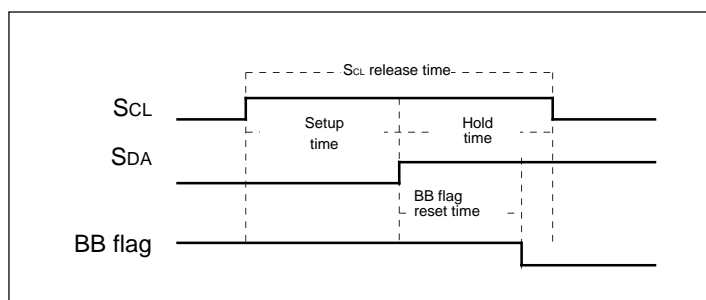 SCL release time
SCL
Setup
time
Hold
time
SDA
BB flag
reset time
BB flag